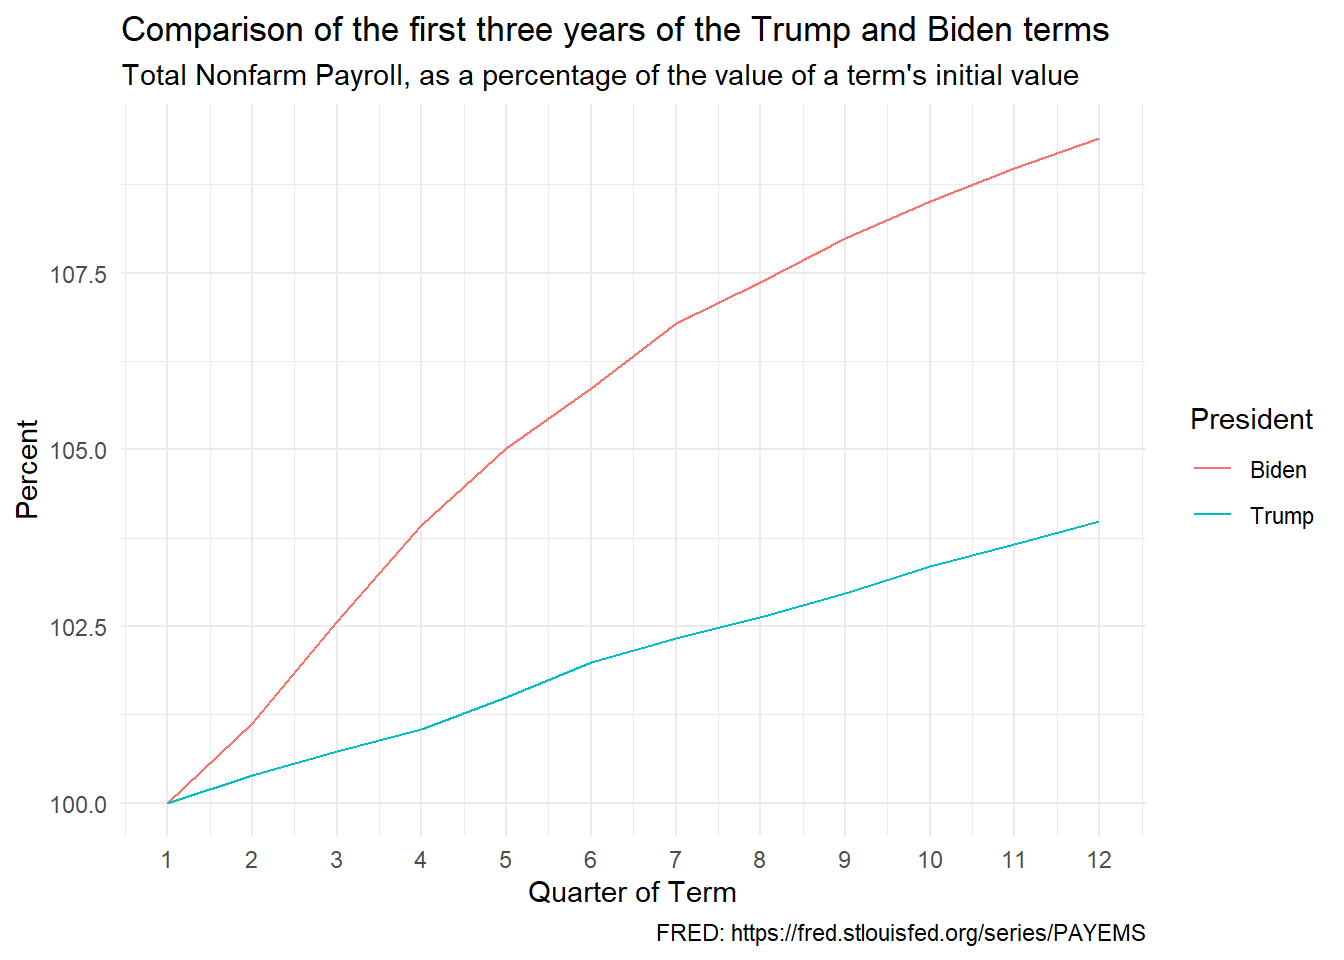 Comparison of the first three years of the Trump and Biden terms
Total Nonfarm Payroll, as a percentage of the value of a term's initial value
107.5
105.0
102.5
100.0
Percent
1 2 3 4 5 6 7 8 9 10 11 12
Quarter of Term
President
Biden
Trump
FRED: https://fred.stlouisfed.org/series/PAYEMS